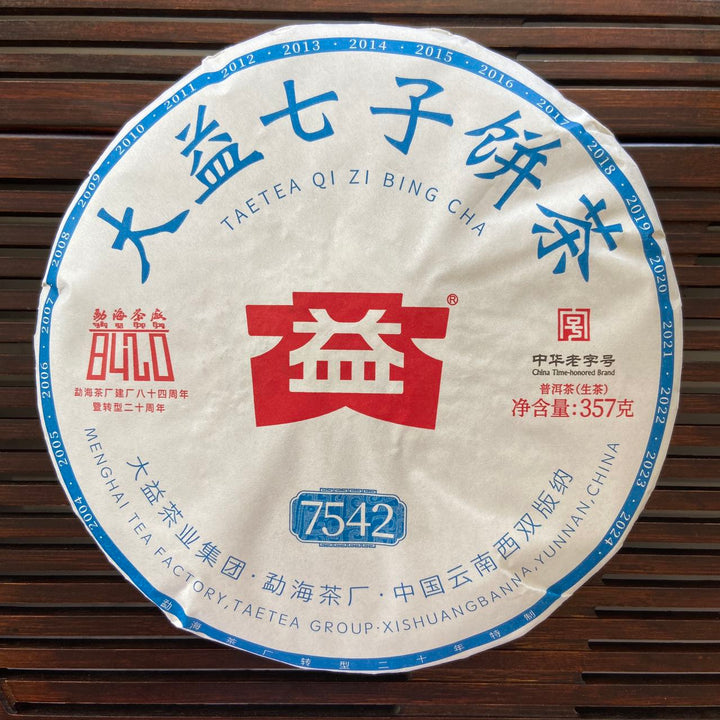 2004 · 2005 · 2006 · 2007 · 2008 · 2009 · 2010 · 2011 · 2012 · 2013 · 2014 · 2015 · 2016 · 2017 · 2018 · 2019 · 2020 · 2021 · 2022 · 2023 · 2024 ·
大益七子饼茶
TAETEA QI ZI BING CHA
勐海茶厰
8420
勐海茶厂建厂八十四周年
暨转型二十周年
益
®
中华老字号
China Time-honored Brand
普洱茶(生茶)
净含量:357克
7542
大益茶业集团·勐海茶厂·中国云南西双版纳
MENGHAI TEA FACTORY,TAETEA GROUP·XISHUANGBANNA,YUNNAN,CHINA
勐海茶厂转型二十年特制